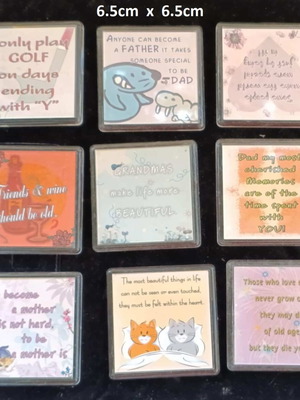 6.5cm x 6.5cm
only play
GOLF
on days
ending
with "Y"
ANYONE CAN BECOME
A FATHER IT TAKES
SOMEONE SPECIAL
TO BE
A DAD
Friends & wine
should be old.
GRANDMAS
make life more
BEAUTIFUL
Dad my most
cherished
Memories
are of the
time spent
with
YOU!
become
a mother
is not hard,
to be
a mother is
The most beautiful things in life
can not be seen or even touched,
they must be felt within the heart.
Those who love
never grow
they may d
of old age
but they die y